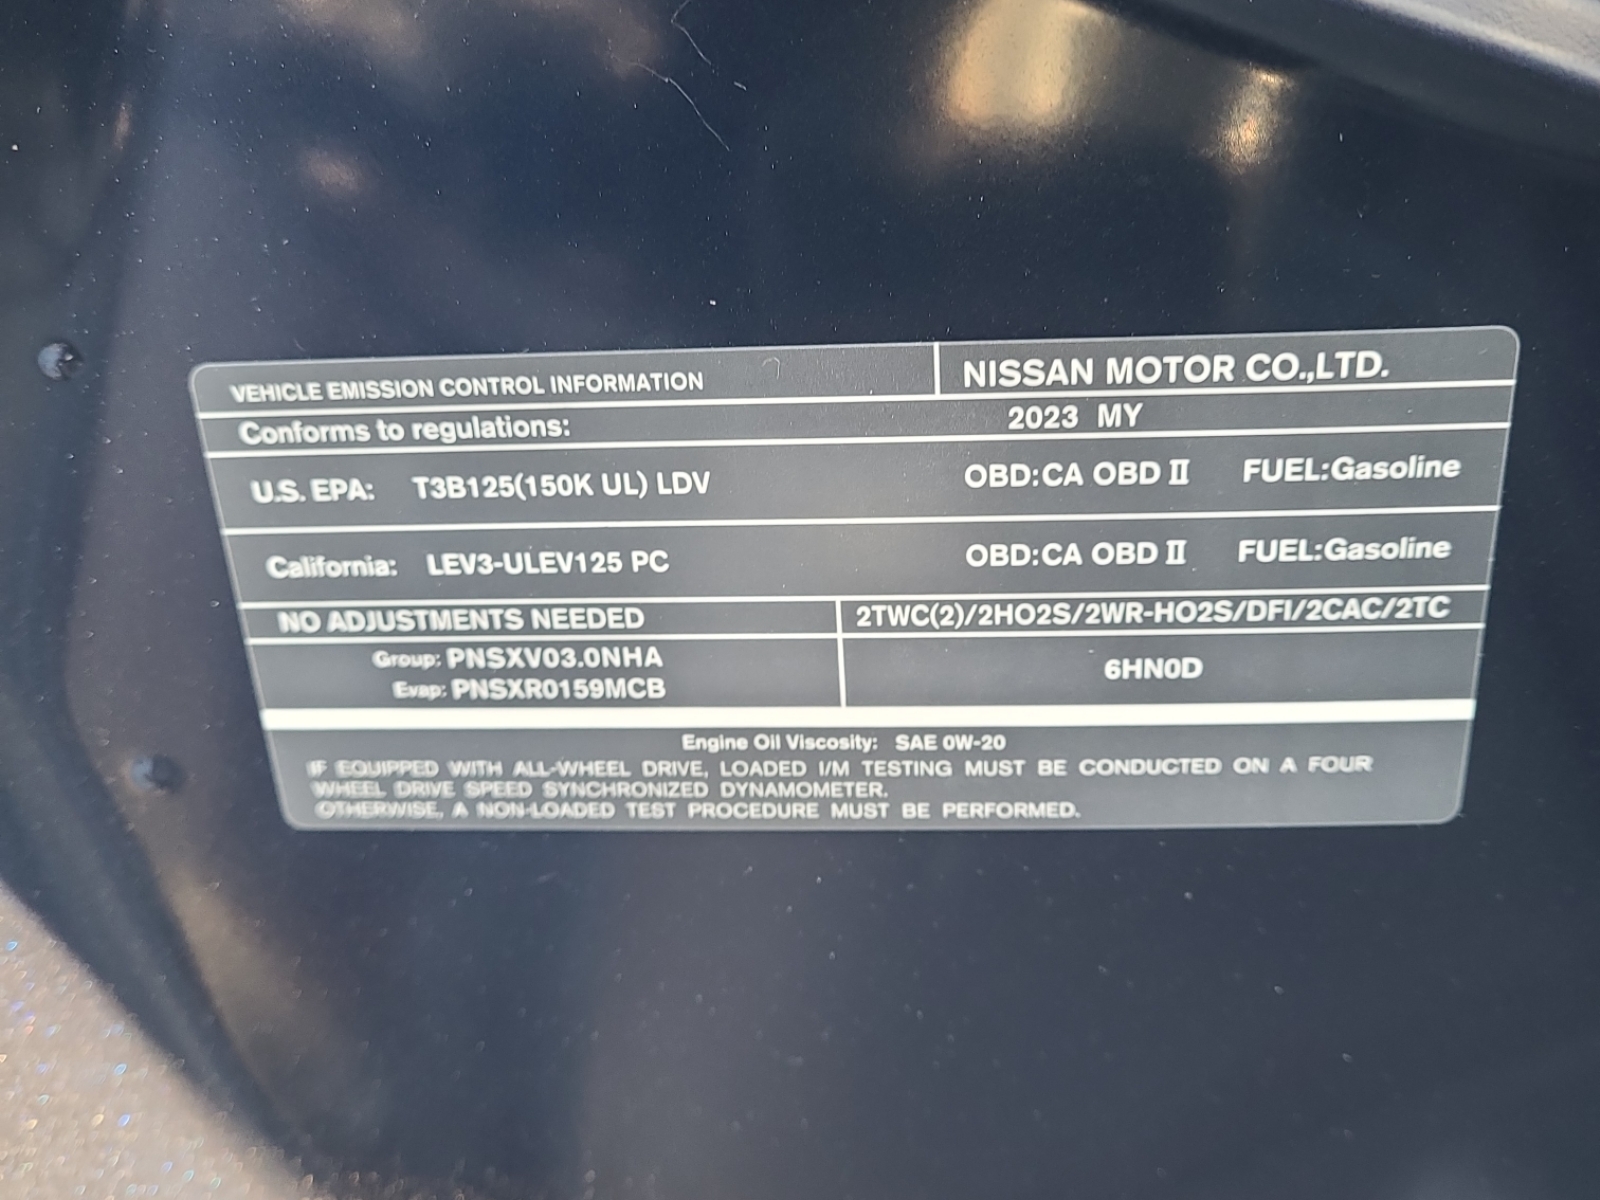 VEHICLE EMISSION CONTROL INFORMATION NISSAN MOTOR CO.,LTD.
Conforms to regulations: 2023 MY
U.S. EPA: T3B125(150K UL) LDV OBD:CA OBD II FUEL:Gasoline
California: LEV3-ULEV125 PC OBD:CA OBD II FUEL:Gasoline
NO ADJUSTMENTS NEEDED 2TWC(2)/2HO2S/2WR-HO2S/DFI/2CAC/2TC
Group: PNSXV03.0NHA
Evap: PNSXR0159MCB
6HN0D
Engine Oil Viscosity: SAE 0W-20
IF EQUIPPED WITH ALL-WHEEL DRIVE, LOADED I/M TESTING MUST BE CONDUCTED ON A FOUR
WHEEL DRIVE SPEED SYNCHRONIZED DYNAMOMETER.
OTHERWISE, A NON-LOADED TEST PROCEDURE MUST BE PERFORMED.